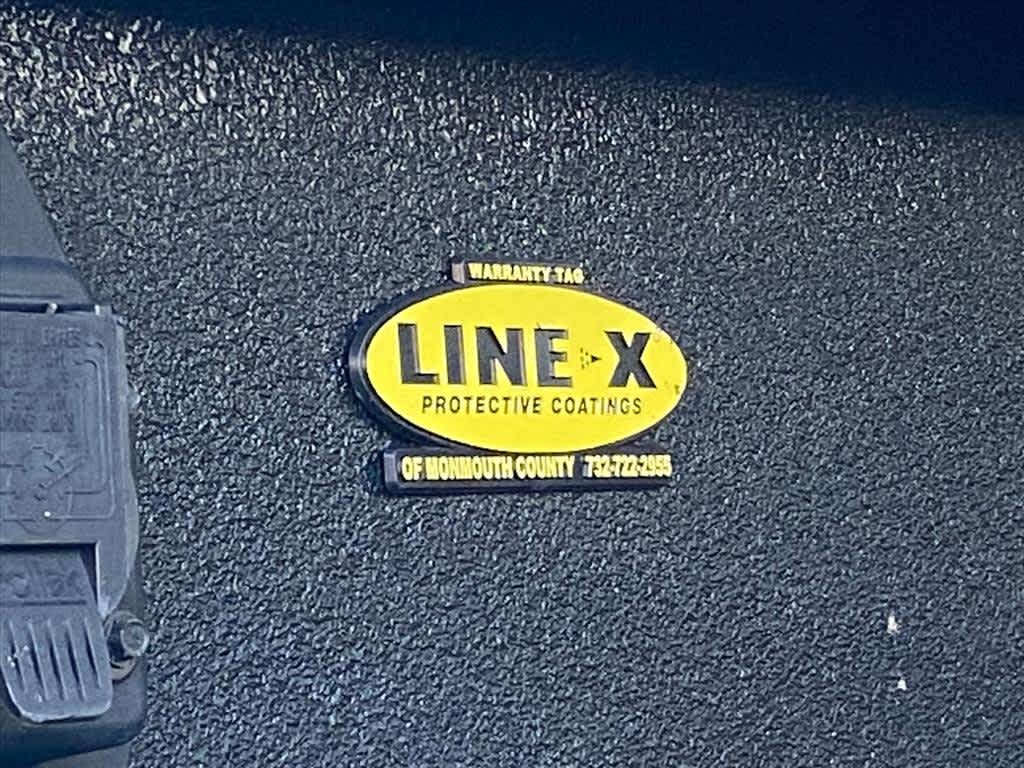 WARRANTY TAG
LINE-X
PROTECTIVE COATINGS
OF MONMOUTH COUNTY 732-722-2955